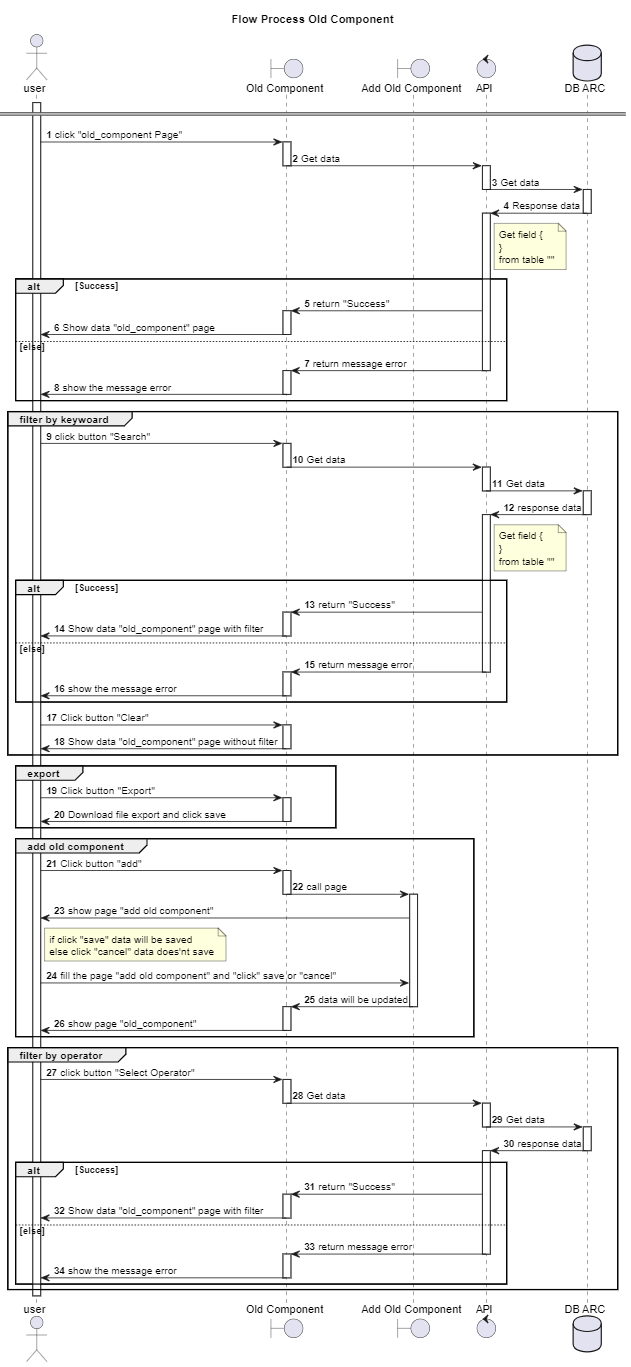 Flow Process Old Component
user
Old Component
Add Old Component
API
DB ARC
1 click "old_component Page"
2 Get data
3 Get data
4 Response data
Get field {
}
from table ""
alt [Success]
5 return "Success"
6 Show data "old_component" page
[else]
7 return message error
8 show the message error
filter by keywoard
9 click button "Search"
10 Get data
11 Get data
12 response data
Get field {
}
from table ""
alt [Success]
13 return "Success"
14 Show data "old_component" page with filter
[else]
15 return message error
16 show the message error
17 Click button "Clear"
18 Show data "old_component" page without filter
export
19 Click button "Export"
20 Download file export and click save
add old component
21 Click button "add"
22 call page
23 show page "add old component"
if click "save" data will be saved
else click "cancel" data does'nt save
24 fill the page "add old component" and "click" save or "cancel"
25 data will be updated
26 show page "old_component"
filter by operator
27 click button "Select Operator"
28 Get data
29 Get data
30 response data
alt [Success]
31 return "Success"
32 Show data "old_component" page with filter
[else]
33 return message error
34 show the message error
user
Old Component
Add Old Component
API
DB ARC